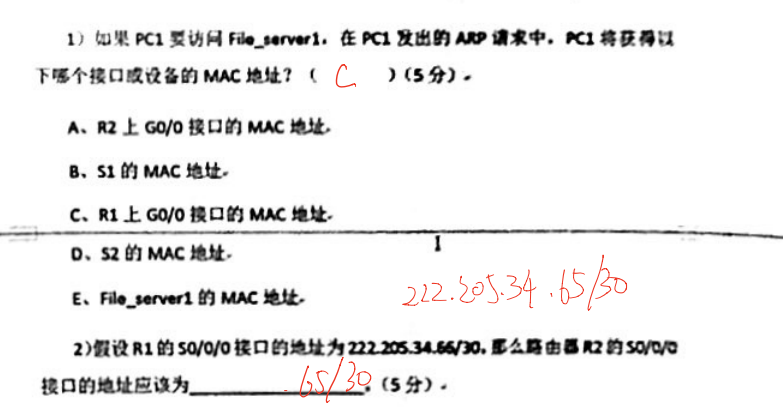 1）如果 PC1 要访问 File_server1，在 PC1 发出的 ARP 请求中，PC1 将获得以
下哪个接口或设备的 MAC 地址？（ C ）（5 分）。
A、R2 上 G0/0 接口的 MAC 地址。
B、S1 的 MAC 地址。
C、R1 上 G0/0 接口的 MAC 地址。
D、S2 的 MAC 地址。
E、File_server1 的 MAC 地址。
222.205.34.65/30
2)假设 R1 的 S0/0/0 接口的地址为 222.205.34.66/30，那么路由器 R2 的 S0/0/0
接口的地址应该为 .65/30 。（5 分）。